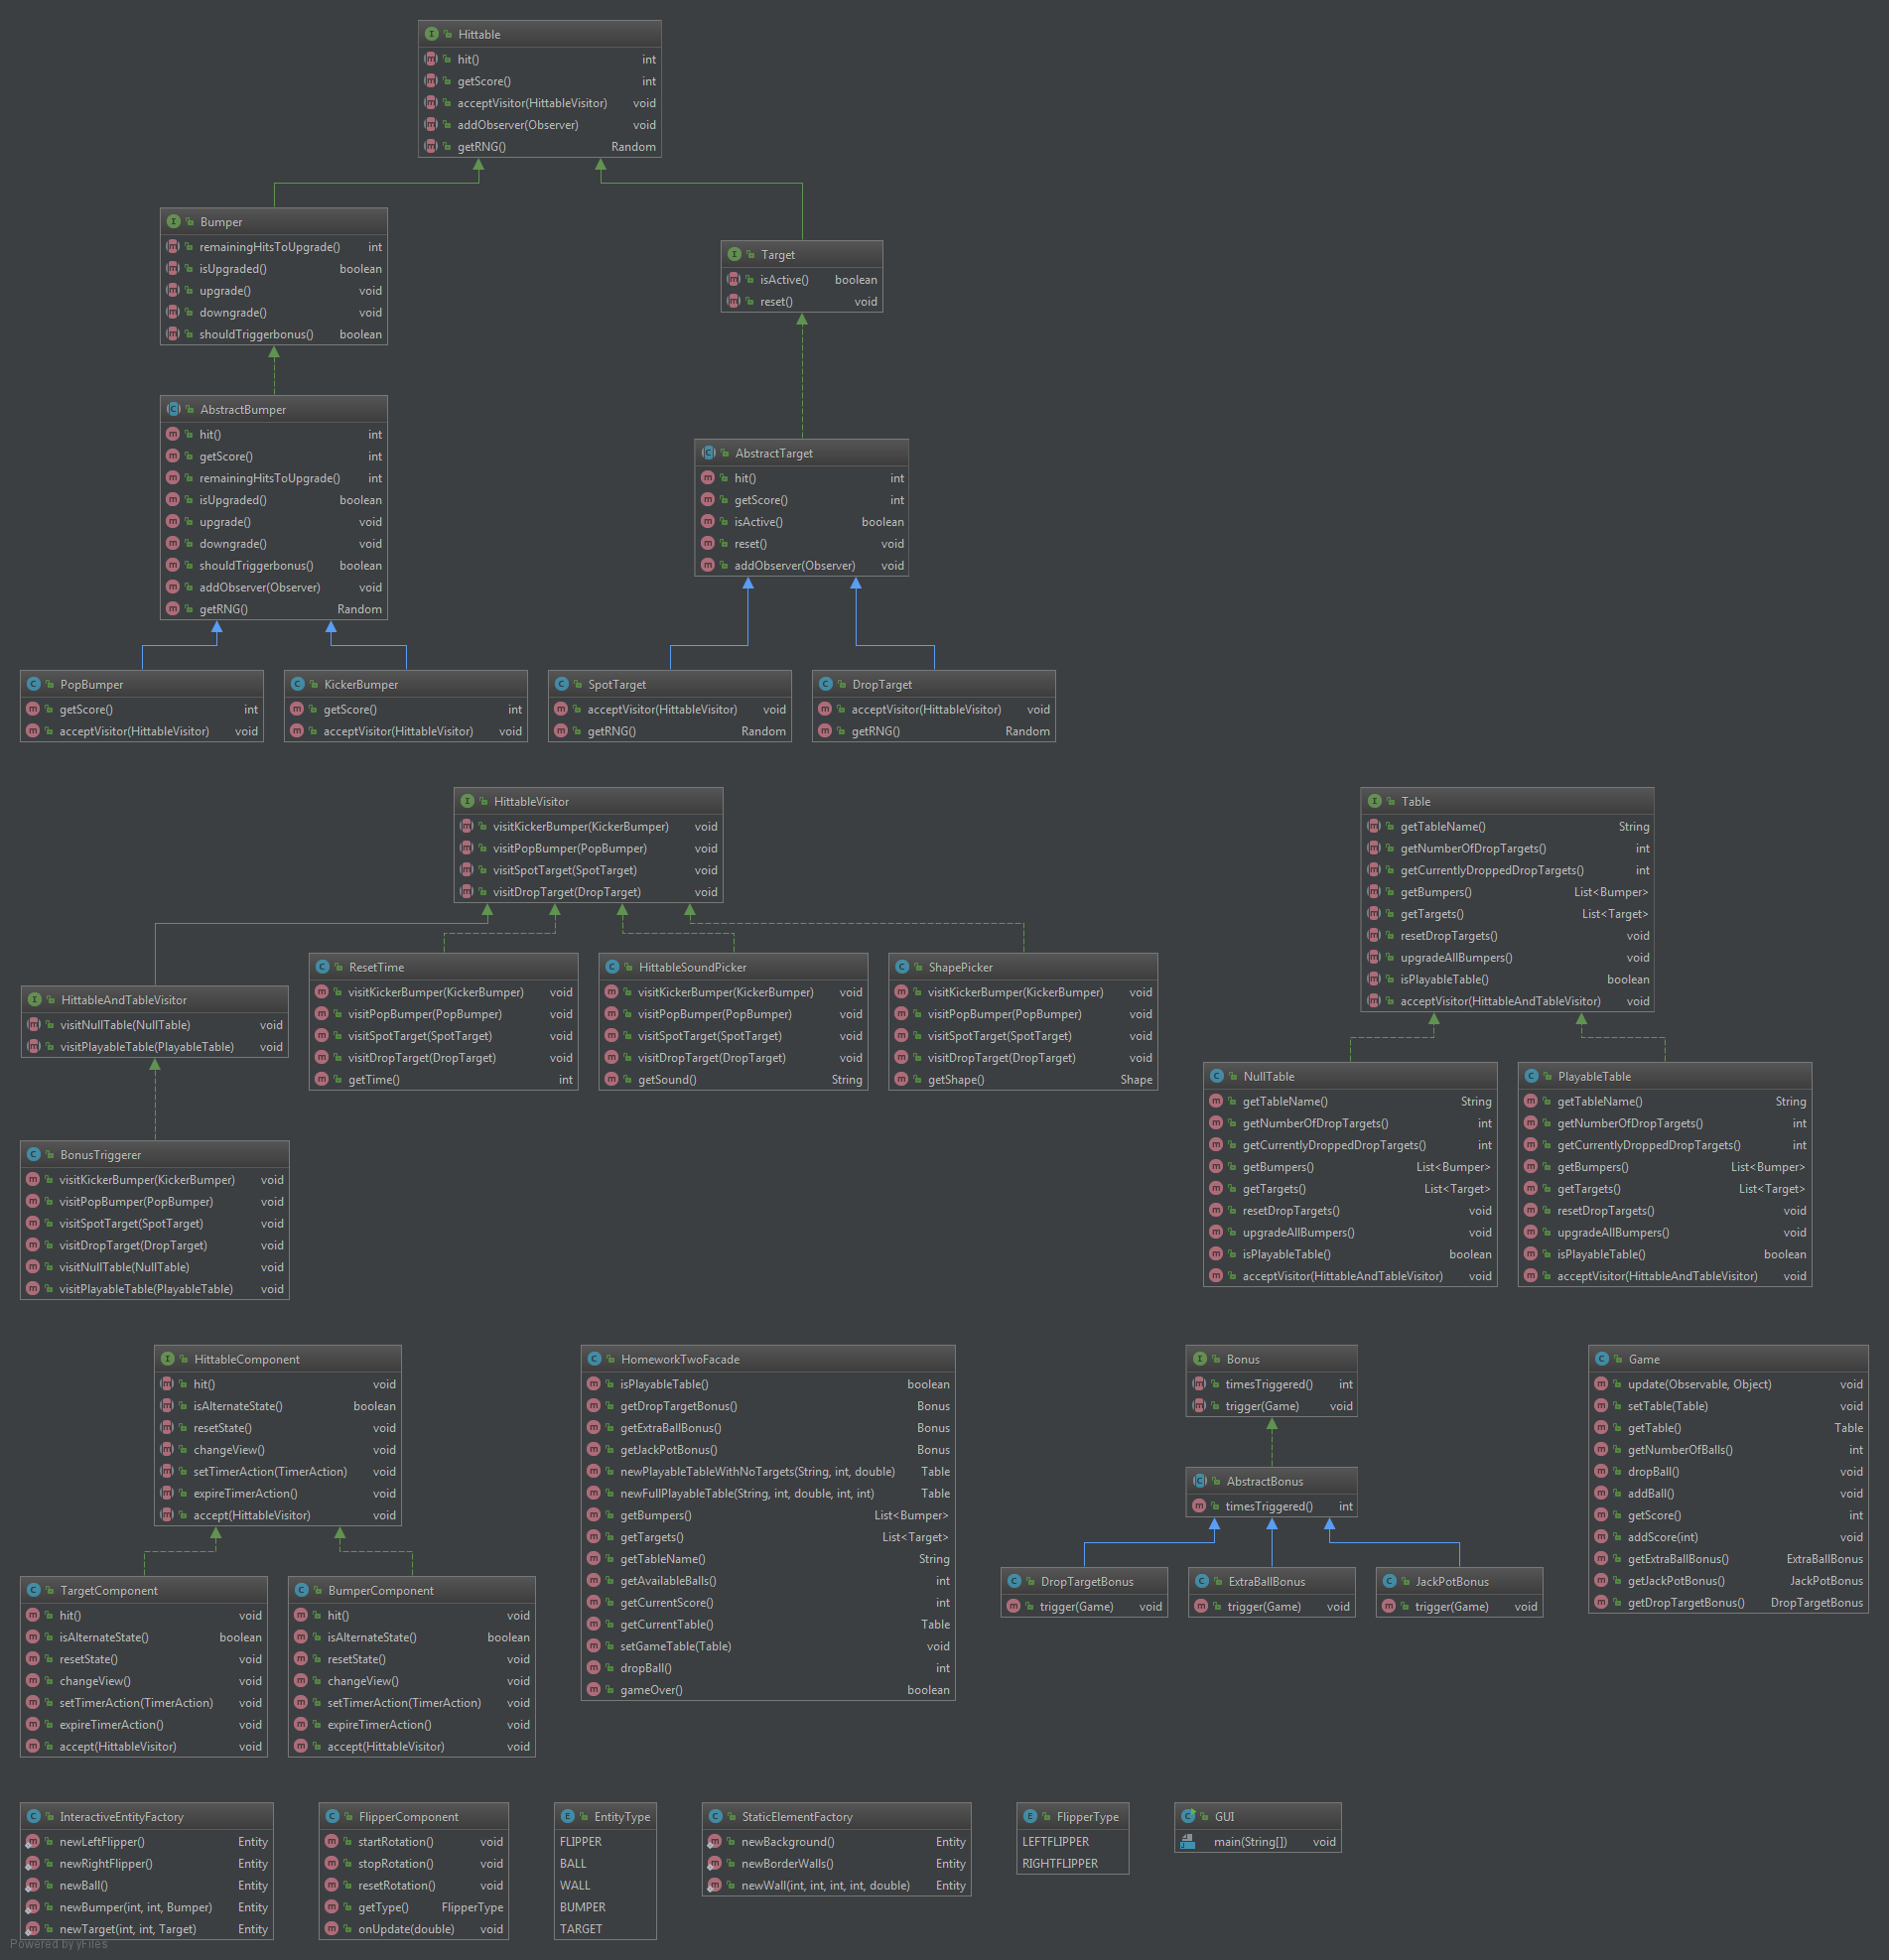 Hittable
hit() int
getScore() int
acceptVisitor(HittableVisitor) void
addObserver(Observer) void
getRNG() Random
Bumper
remainingHitsToUpgrade() int
isUpgraded() boolean
upgrade() void
downgrade() void
shouldTriggerbonus() boolean
Target
isActive() boolean
reset() void
AbstractBumper
hit() int
getScore() int
remainingHitsToUpgrade() int
isUpgraded() boolean
upgrade() void
downgrade() void
shouldTriggerbonus() boolean
addObserver(Observer) void
getRNG() Random
AbstractTarget
hit() int
getScore() int
isActive() boolean
reset() void
addObserver(Observer) void
PopBumper
getScore() int
acceptVisitor(HittableVisitor) void
KickerBumper
getScore() int
acceptVisitor(HittableVisitor) void
SpotTarget
acceptVisitor(HittableVisitor) void
getRNG() Random
DropTarget
acceptVisitor(HittableVisitor) void
getRNG() Random
HittableVisitor
visitKickerBumper(KickerBumper) void
visitPopBumper(PopBumper) void
visitSpotTarget(SpotTarget) void
visitDropTarget(DropTarget) void
Table
getTableName() String
getNumberOfDropTargets() int
getCurrentlyDroppedDropTargets() int
getBumpers() List<Bumper>
getTargets() List<Target>
resetDropTargets() void
upgradeAllBumpers() void
isPlayableTable() boolean
acceptVisitor(HittableAndTableVisitor) void
HittableAndTableVisitor
visitNullTable(NullTable) void
visitPlayableTable(PlayableTable) void
ResetTime
visitKickerBumper(KickerBumper) void
visitPopBumper(PopBumper) void
visitSpotTarget(SpotTarget) void
visitDropTarget(DropTarget) void
getTime() int
HittableSoundPicker
visitKickerBumper(KickerBumper) void
visitPopBumper(PopBumper) void
visitSpotTarget(SpotTarget) void
visitDropTarget(DropTarget) void
getSound() String
ShapePicker
visitKickerBumper(KickerBumper) void
visitPopBumper(PopBumper) void
visitSpotTarget(SpotTarget) void
visitDropTarget(DropTarget) void
getShape() Shape
NullTable
getTableName() String
getNumberOfDropTargets() int
getCurrentlyDroppedDropTargets() int
getBumpers() List<Bumper>
getTargets() List<Target>
resetDropTargets() void
upgradeAllBumpers() void
isPlayableTable() boolean
acceptVisitor(HittableAndTableVisitor) void
PlayableTable
getTableName() String
getNumberOfDropTargets() int
getCurrentlyDroppedDropTargets() int
getBumpers() List<Bumper>
getTargets() List<Target>
resetDropTargets() void
upgradeAllBumpers() void
isPlayableTable() boolean
acceptVisitor(HittableAndTableVisitor) void
BonusTriggerer
visitKickerBumper(KickerBumper) void
visitPopBumper(PopBumper) void
visitSpotTarget(SpotTarget) void
visitDropTarget(DropTarget) void
visitNullTable(NullTable) void
visitPlayableTable(PlayableTable) void
HittableComponent
hit() void
isAlternateState() boolean
resetState() void
changeView() void
setTimerAction(TimerAction) void
expireTimerAction() void
accept(HittableVisitor) void
HomeworkTwoFacade
isPlayableTable() boolean
getDropTargetBonus() Bonus
getExtraBallBonus() Bonus
getJackPotBonus() Bonus
newPlayableTableWithNoTargets(String, int, double) Table
newFullPlayableTable(String, int, double, int, int) Table
getBumpers() List<Bumper>
getTargets() List<Target>
getTableName() String
getAvailableBalls() int
getCurrentScore() int
getCurrentTable() Table
setGameTable(Table) void
dropBall() int
gameOver() boolean
Bonus
timesTriggered() int
trigger(Game) void
AbstractBonus
timesTriggered() int
DropTargetBonus
trigger(Game) void
ExtraBallBonus
trigger(Game) void
JackPotBonus
trigger(Game) void
Game
update(Observable, Object) void
setTable(Table) void
getTable() Table
getNumberOfBalls() int
dropBall() void
addBall() void
getScore() int
addScore(int) void
getExtraBallBonus() ExtraBallBonus
getJackPotBonus() JackPotBonus
getDropTargetBonus() DropTargetBonus
TargetComponent
hit() void
isAlternateState() boolean
resetState() void
changeView() void
setTimerAction(TimerAction) void
expireTimerAction() void
accept(HittableVisitor) void
BumperComponent
hit() void
isAlternateState() boolean
resetState() void
changeView() void
setTimerAction(TimerAction) void
expireTimerAction() void
accept(HittableVisitor) void
InteractiveEntityFactory
newLeftFlipper() Entity
newRightFlipper() Entity
newBall() Entity
newBumper(int, int, Bumper) Entity
newTarget(int, int, Target) Entity
FlipperComponent
startRotation() void
stopRotation() void
resetRotation() void
getType() FlipperType
onUpdate(double) void
EntityType
FLIPPER
BALL
WALL
BUMPER
TARGET
StaticElementFactory
newBackground() Entity
newBorderWalls() Entity
newWall(int, int, int, int, double) Entity
FlipperType
LEFTFLIPPER
RIGHTFLIPPER
GUI
main(String[]) void
Powered by yFiles